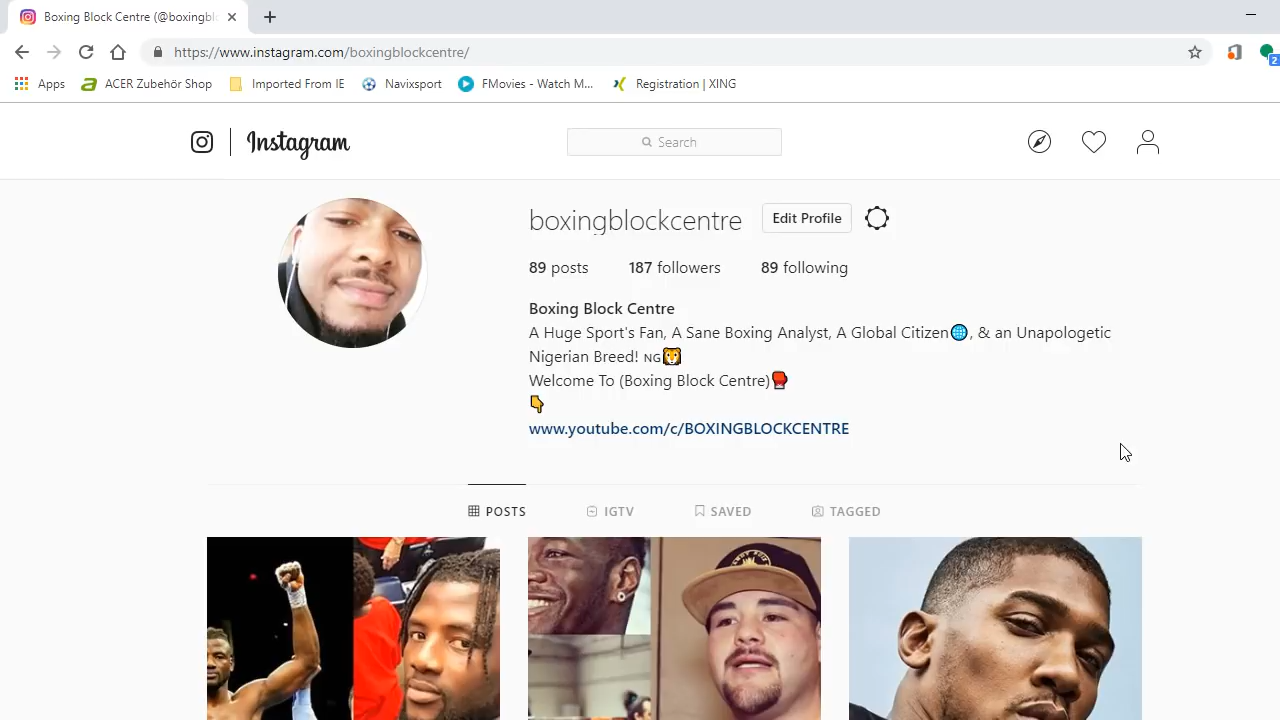 Boxing Block Centre (@boxingbl
https://www.instagram.com/boxingblockcentre/
2
Apps ACER Zubehör Shop Imported From IE Navixsport FMovies - Watch M... Registration | XING
Instagram Search
boxingblockcentre Edit Profile
89 posts 187 followers 89 following
Boxing Block Centre
A Huge Sport's Fan, A Sane Boxing Analyst, A Global Citizen🌐, & an Unapologetic
Nigerian Breed! NG🐯
Welcome To (Boxing Block Centre)🥊
👇
www.youtube.com/c/BOXINGBLOCKCENTRE
POSTS IGTV SAVED TAGGED